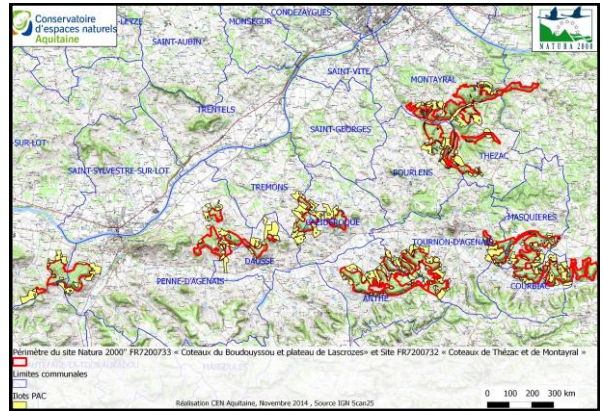 Conservatoire
d'espaces naturels
Aquitaine
CONDEZAYGUES
MONSEGUR
SAINT-AUBIN
NATURA 2000
SAINT-VITE
MONTAYRAL
TRENTELS
SAINT-GEORGES
SUR-LOT
THEZAC
SAINT-SYLVESTRE-SUR-LOT
BOURLENS
TREMONS
MASQUIERES
TOURNON-D'AGENAIS
DAUSSE
PENNE-D'AGENAIS
COURBIAC
ANTHE
Périmètre du site Natura 2000" FR7200733 « Coteaux du Boudouyssou et plateau de Lascrozes» et Site FR7200732 « Coteaux de Thézac et de Montayral »
Limites communales
Ilots PAC
Réalisation CEN Aquitaine, Novembre 2014 , Source IGN Scan25
0 100 200 300 km